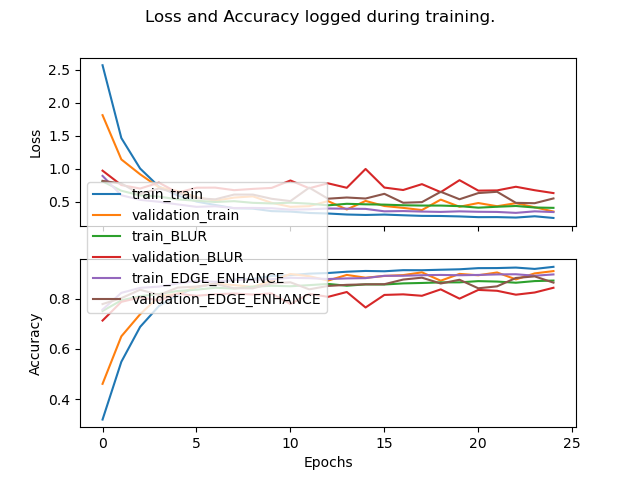 Loss and Accuracy logged during training.
2.5
2.0
1.5
1.0
0.5
Loss
train_train
validation_train
train_BLUR
validation_BLUR
train_EDGE_ENHANCE
validation_EDGE_ENHANCE
0.8
0.6
0.4
Accuracy
0 5 10 15 20 25
Epochs